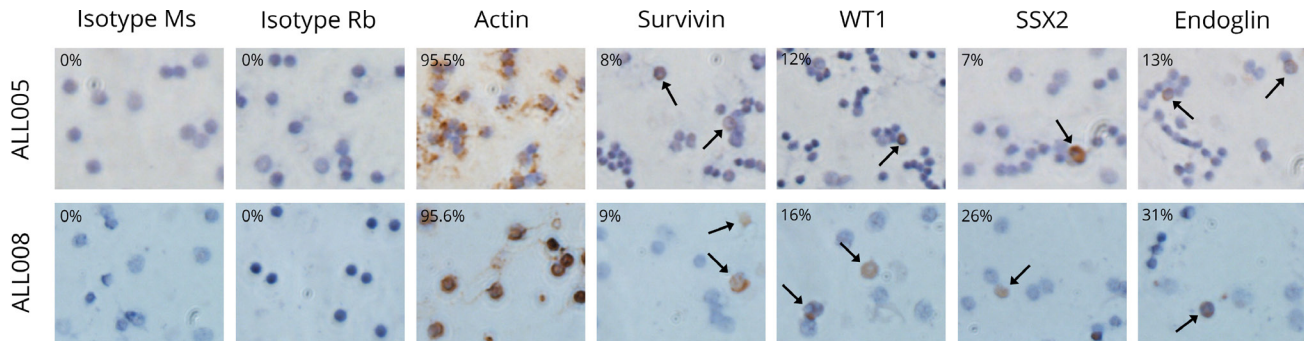 Isotype Ms Isotype Rb Actin Survivin WT1 SSX2 Endoglin
ALL005
0% 0% 95.5% 8% 12% 7% 13%
ALL008
0% 0% 95.6% 9% 16% 26% 31%